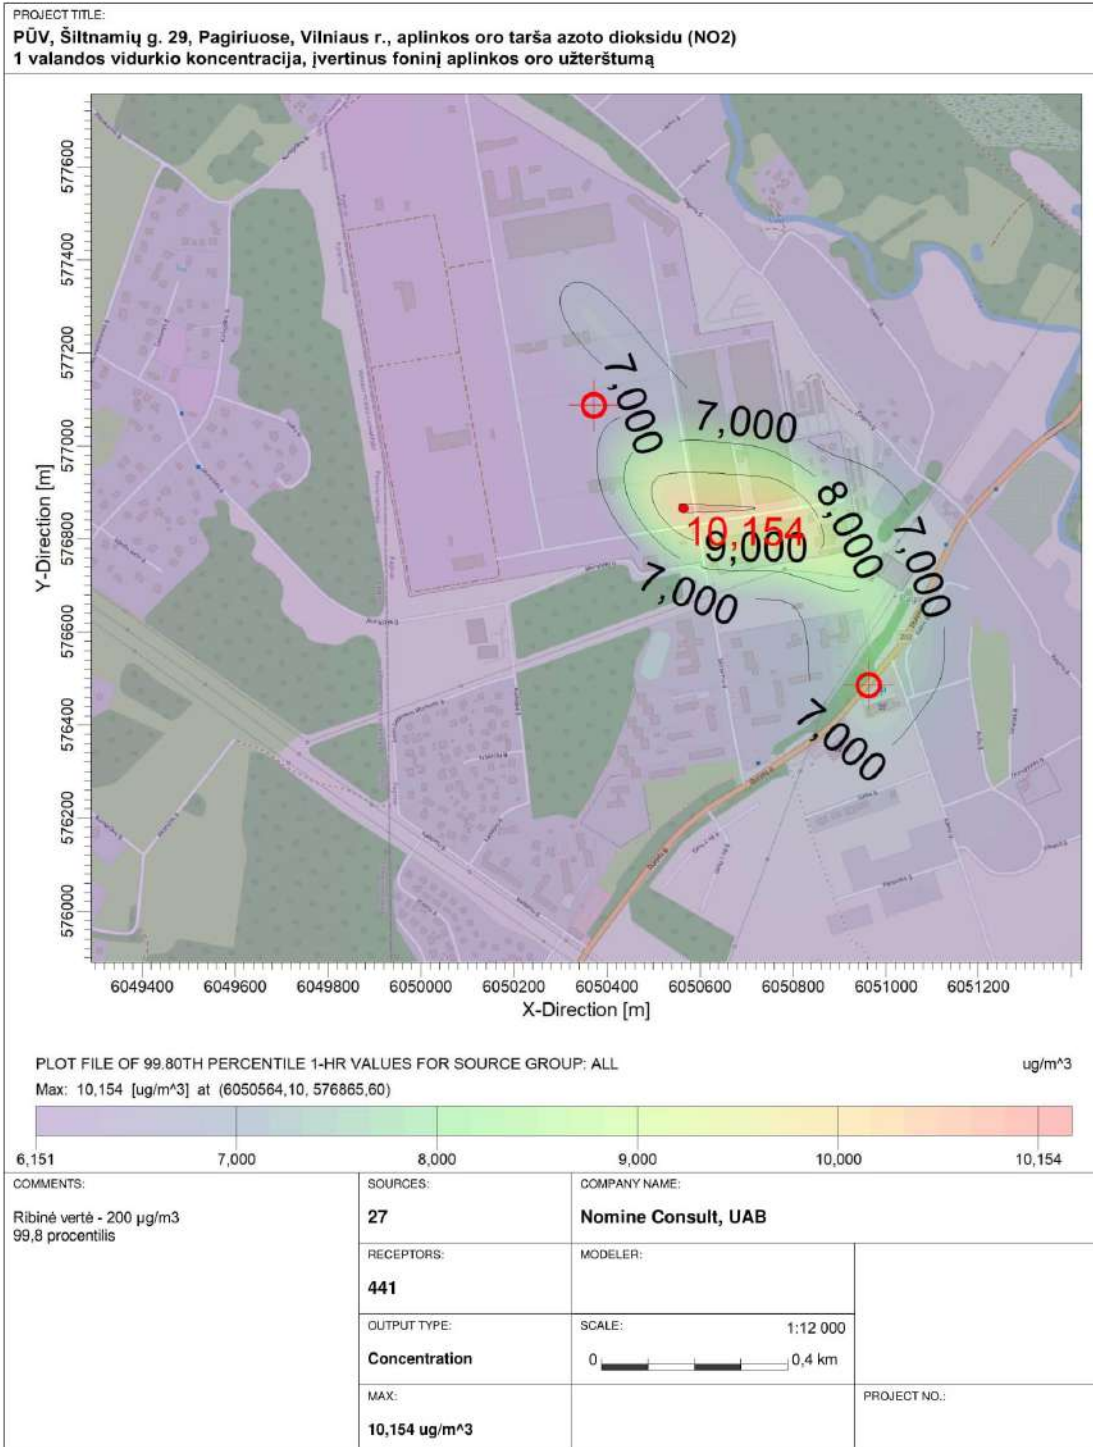 PROJECT TITLE:
PŪV, Šiltnamių g. 29, Pagiriuose, Vilniaus r., aplinkos oro tarša azoto dioksidu (NO2)
1 valandos vidurkio koncentracija, įvertinus foninį aplinkos oro užterštumą
Y-Direction [m]
577600
577400
577200
577000
576800
576600
576400
576200
576000
7,000
7,000
8,000
7,000
10,154
9,000
7,000
7,000
6049400 6049600 6049800 6050000 6050200 6050400 6050600 6050800 6051000 6051200
X-Direction [m]
PLOT FILE OF 99.80TH PERCENTILE 1-HR VALUES FOR SOURCE GROUP: ALL ug/m^3
Max: 10,154 [ug/m^3] at (6050564,10, 576865,60)
6,151 7,000 8,000 9,000 10,000 10,154
COMMENTS:
Ribinė vertė - 200 µg/m3
99,8 procentilis
SOURCES:
27
COMPANY NAME:
Nomine Consult, UAB
RECEPTORS:
441
MODELER:
OUTPUT TYPE:
Concentration
SCALE: 1:12 000
0 0,4 km
MAX:
10,154 ug/m^3
PROJECT NO.: